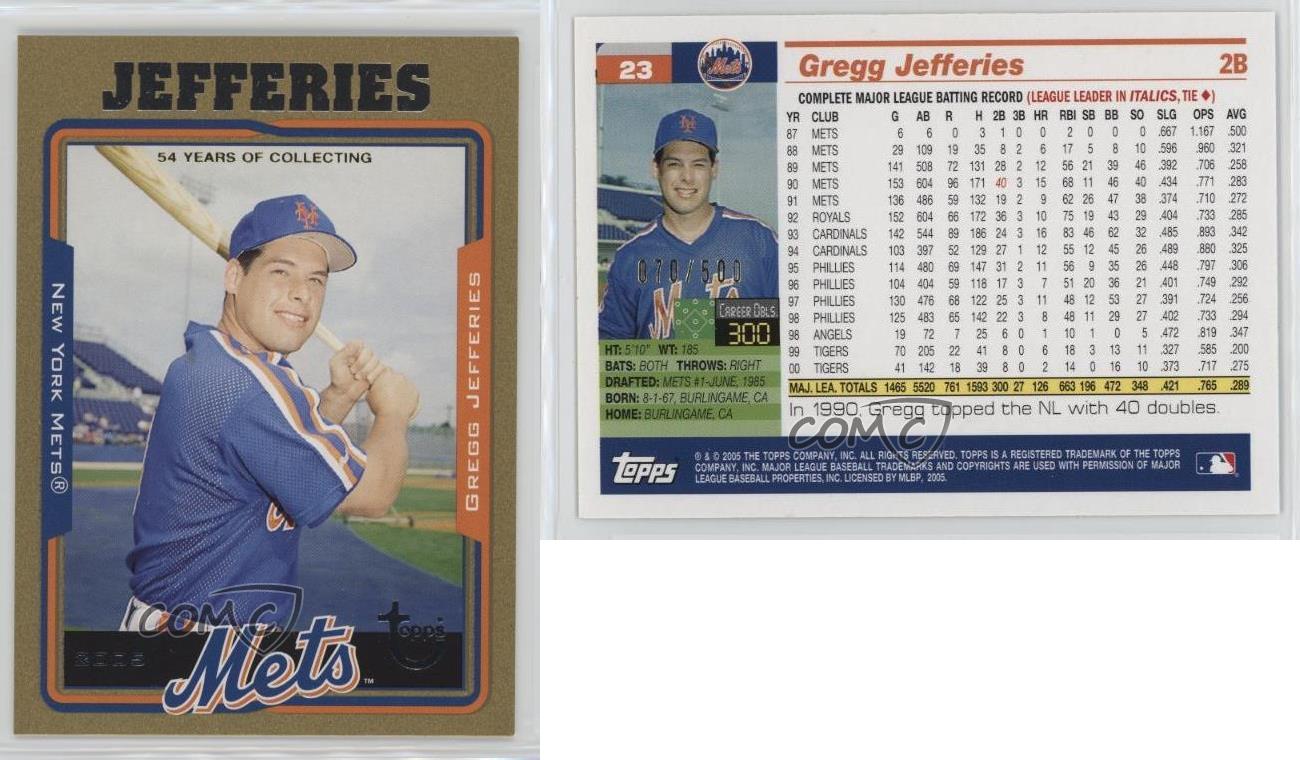 JEFFERIES
54 YEARS OF COLLECTING
NEW YORK METS®
GREGG JEFFERIES
COMC
2005
Mets™
topps
23
Mets
Gregg Jefferies 2B
COMPLETE MAJOR LEAGUE BATTING RECORD (LEAGUE LEADER IN ITALICS, TIE ♦)
YR CLUB G AB R H 2B 3B HR RBI SB BB SO SLG OPS AVG
87 METS 6 6 0 3 1 0 0 2 0 0 0 .667 1.167 .500
88 METS 29 109 19 35 8 2 6 17 5 8 10 .596 .960 .321
89 METS 141 508 72 131 28 2 12 56 21 39 46 .392 .706 .258
90 METS 153 604 96 171 40 3 15 68 11 46 40 .434 .771 .283
91 METS 136 486 59 132 19 2 9 62 26 47 38 .374 .710 .272
92 ROYALS 152 604 66 172 36 3 10 75 19 43 29 .404 .733 .285
93 CARDINALS 142 544 89 186 24 3 16 83 46 62 32 .485 .893 .342
94 CARDINALS 103 397 52 129 27 1 12 55 12 45 26 .489 .880 .325
95 PHILLIES 114 480 69 147 31 2 11 56 9 35 26 .448 .797 .306
96 PHILLIES 104 404 59 118 17 3 7 51 20 36 21 .401 .749 .292
97 PHILLIES 130 476 68 122 25 3 11 48 12 53 27 .391 .724 .256
98 PHILLIES 125 483 65 142 22 3 8 48 11 29 27 .402 .733 .294
98 ANGELS 19 72 7 25 6 0 1 10 1 0 5 .472 .819 .347
99 TIGERS 70 205 22 41 8 0 6 18 3 13 11 .327 .585 .200
00 TIGERS 41 142 18 39 8 0 2 14 0 16 10 .373 .717 .275
MAJ. LEA. TOTALS 1465 5520 761 1593 300 27 126 663 196 472 348 .421 .765 .289
In 1990, Gregg topped the NL with 40 doubles.
070/500
CAREER DBLS.
300
HT: 5'10" WT: 185
BATS: BOTH THROWS: RIGHT
DRAFTED: METS #1-JUNE, 1985
BORN: 8-1-67, BURLINGAME, CA
HOME: BURLINGAME, CA
COMC
topps
® & © 2005 THE TOPPS COMPANY, INC. ALL RIGHTS RESERVED. TOPPS IS A REGISTERED TRADEMARK OF THE TOPPS
COMPANY, INC. MAJOR LEAGUE BASEBALL TRADEMARKS AND COPYRIGHTS ARE USED WITH PERMISSION OF MAJOR
LEAGUE BASEBALL PROPERTIES, INC. LICENSED BY MLBP, 2005.